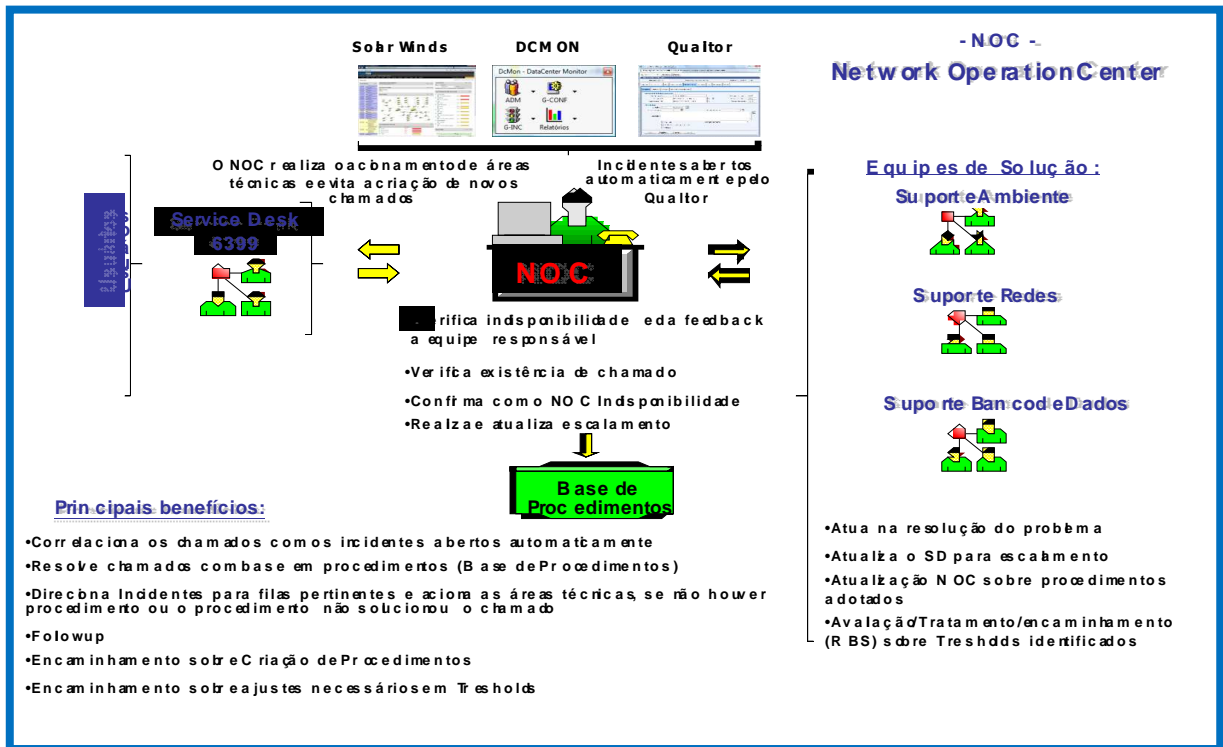 - NOC -
Network Operation Center
Solar Winds
DCMON
Qualtor
DcMon - DataCenter Monitor
ADM
G-CONF
G-INC
Relatórios
O NOC realiza o acionamento de áreas
técnicas e evita a criação de novos
chamados
Incidentes abertos
automaticamente pelo
Qualtor
Service Desk
6399
NOC
erifica indisponibilidade e da feedback
a equipe responsável
•Verifica existência de chamado
•Confirma com o NOC Indisponibilidade
•Realiza e atualiza escalamento
Base de
Procedimentos
Equipes de Solução:
Suporte Ambiente
Suporte Redes
Suporte Banco de Dados
•Atua na resolução do problema
•Atualiza o SD para escalamento
•Atualização NOC sobre procedimentos
adotados
•Avaliação/Tratamento/encaminhamento
(RBS) sobre Tresholds identificados
Principais benefícios:
•Correlaciona os chamados com os incidentes abertos automaticamente
•Resolve chamados com base em procedimentos (Base de Procedimentos)
•Direciona Incidentes para filas pertinentes e aciona as áreas técnicas, se não houver
procedimento ou o procedimento não solucionou o chamado
•Followup
•Encaminhamento sobre Criação de Procedimentos
•Encaminhamento sobre ajustes necessários em Tresholds